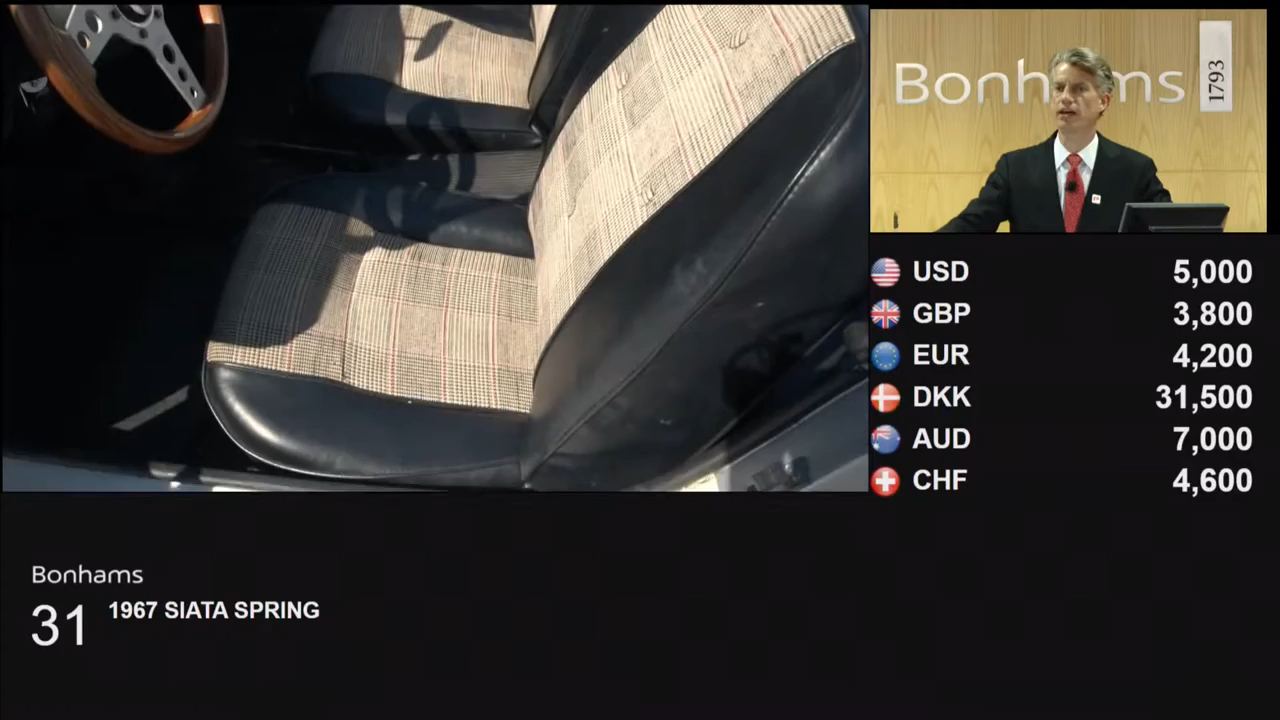 Bonhams
1793
USD 5,000
GBP 3,800
EUR 4,200
DKK 31,500
AUD 7,000
CHF 4,600
Bonhams
31 1967 SIATA SPRING